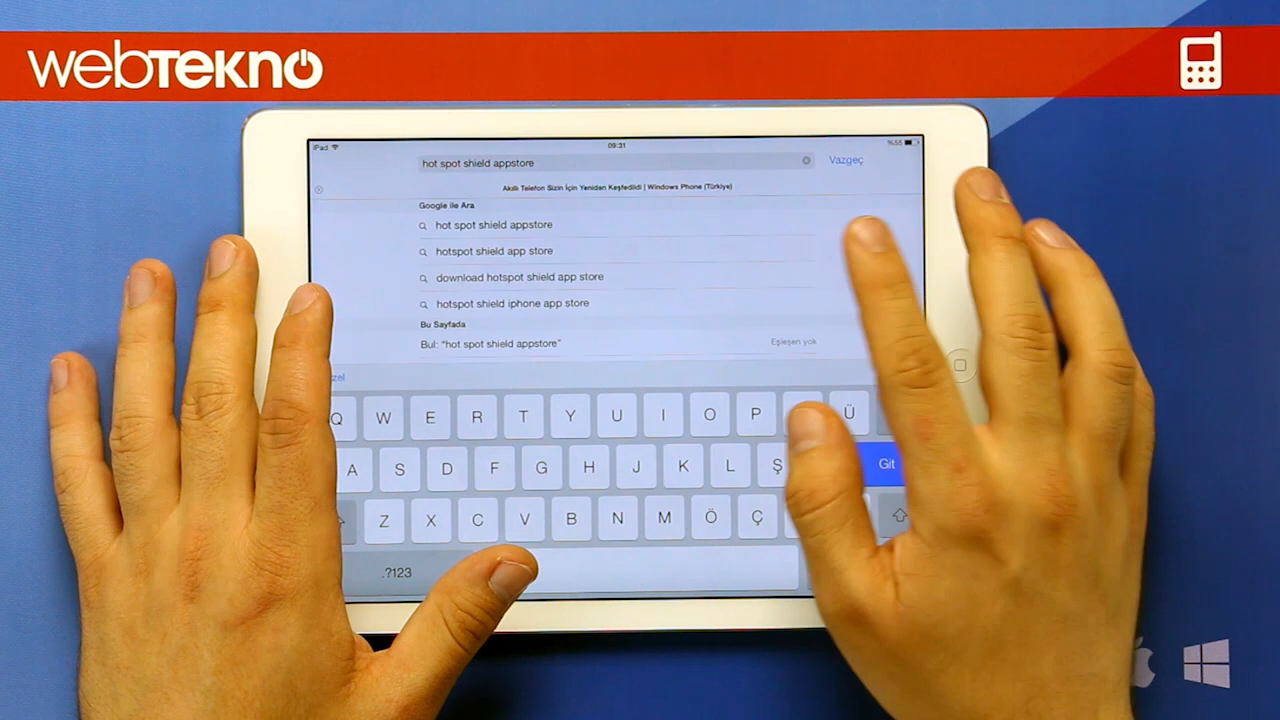 webTEKNO
iPad 09:31 %55
hot spot shield appstore Vazgeç
Akıllı Telefon Sizin İçin Yeniden Keşfedildi | Windows Phone (Türkiye)
Google ile Ara
hot spot shield appstore
hotspot shield app store
download hotspot shield app store
hotspot shield iphone app store
Bu Sayfada
Bul: “hot spot shield appstore” Eşleşen yok
zel
Q W E R T Y U I O P Ü
A S D F G H J K L Ş Git
Z X C V B N M Ö Ç
.?123